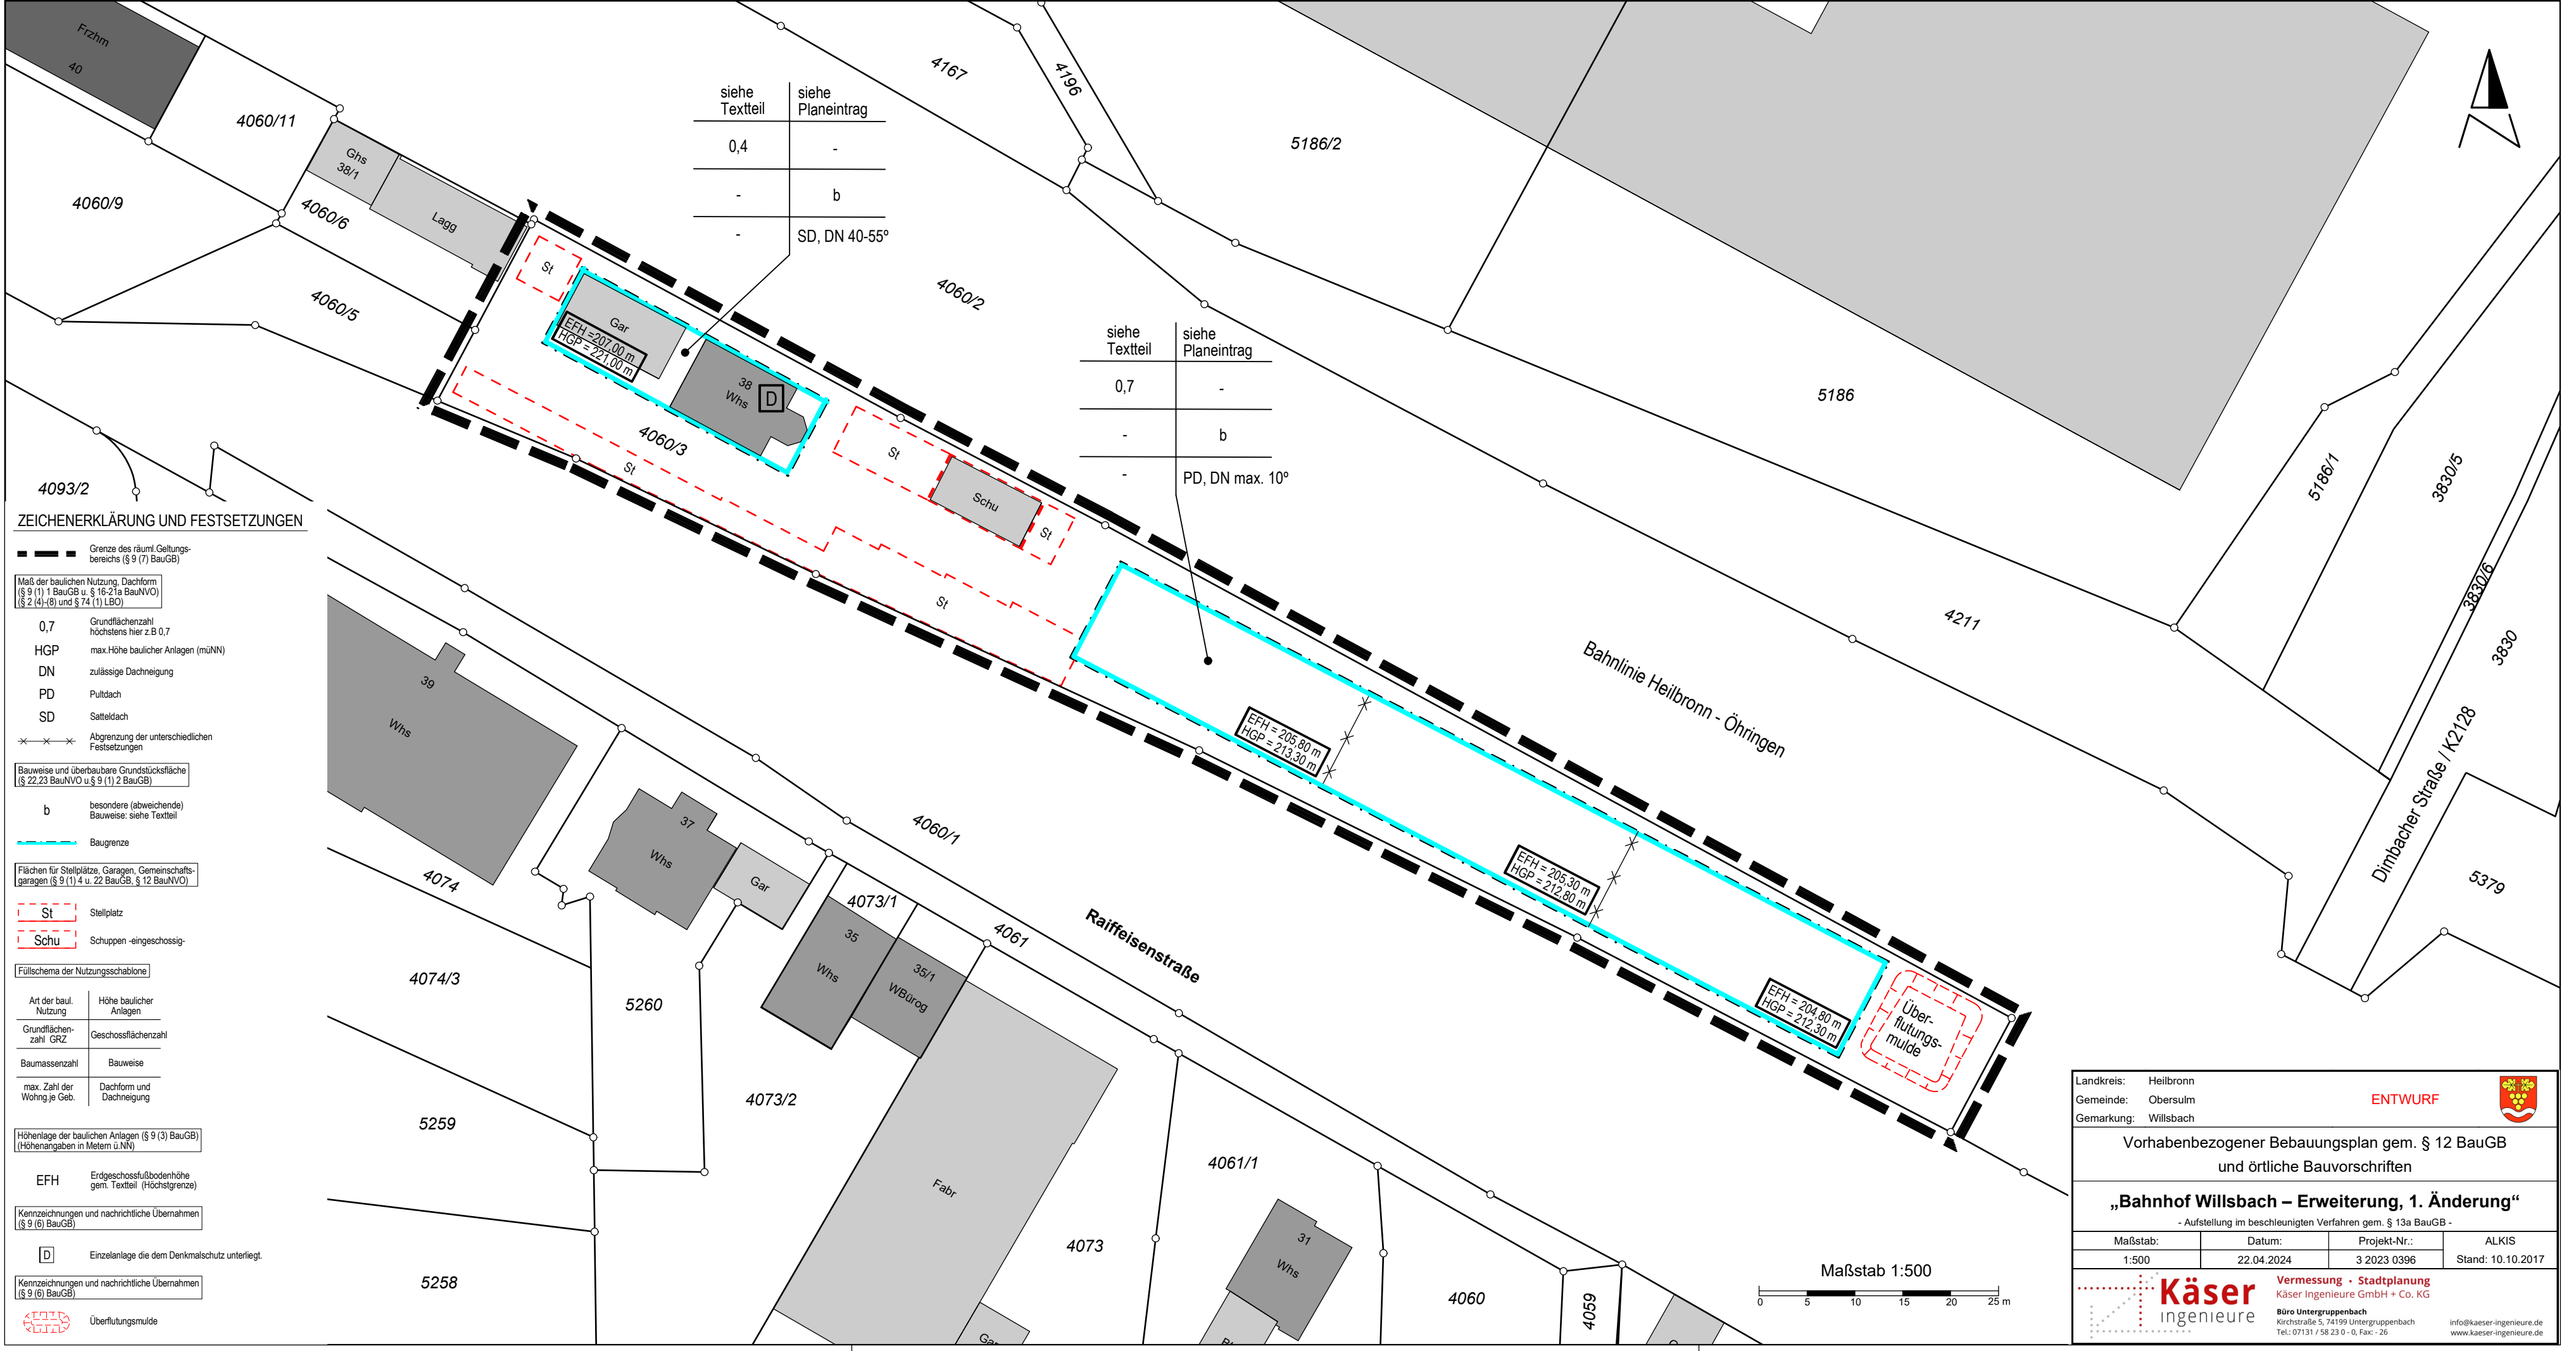 Frzhm
40
4060/11
4060/9
Ghs
38/1
4060/6
Lagg
4060/5
4093/2
siehe
Textteil
siehe
Planeintrag
0,4
-
-
b
-
SD, DN 40-55º
4167
4196
5186/2
4060/2
5186
5186/1
3830/5
3830/6
3830
4211
5379
St
Gar
EFH =207,00 m
HGP = 221,00 m
38
Whs
D
4060/3
St
St
Schu
St
St
siehe
Textteil
siehe
Planeintrag
0,7
-
-
b
-
PD, DN max. 10º
EFH = 205,80 m
HGP = 213,30 m
EFH = 205,30 m
HGP = 212,80 m
EFH = 204,80 m
HGP = 212,30 m
Über-
flutungs-
mulde
Bahnlinie Heilbronn - Öhringen
Dimbacher Straße / K2128
Raiffeisenstraße
39
Whs
37
Whs
Gar
4060/1
4074
4073/1
4061
35
Whs
35/1
WBürog
4074/3
5260
4073/2
5259
5258
Fabr
4061/1
4073
31
Whs
4060
4059
ZEICHENERKLÄRUNG UND FESTSETZUNGEN
Grenze des räuml.Geltungs-
bereichs (§ 9 (7) BauGB)
Maß der baulichen Nutzung, Dachform
(§ 9 (1) 1 BauGB u. § 16-21a BauNVO)
(§ 2 (4)-(8) und § 74 (1) LBO)
0,7
Grundflächenzahl
höchstens hier z.B 0,7
HGP
max.Höhe baulicher Anlagen (müNN)
DN
zulässige Dachneigung
PD
Pultdach
SD
Satteldach
Abgrenzung der unterschiedlichen
Festsetzungen
Bauweise und überbaubare Grundstücksfläche
(§ 22,23 BauNVO u.§ 9 (1) 2 BauGB)
b
besondere (abweichende)
Bauweise: siehe Textteil
Baugrenze
Flächen für Stellplätze, Garagen, Gemeinschafts-
garagen (§ 9 (1) 4 u. 22 BauGB, § 12 BauNVO)
St
Stellplatz
Schu
Schuppen -eingeschossig-
Füllschema der Nutzungsschablone
Art der baul.
Nutzung
Höhe baulicher
Anlagen
Grundflächen-
zahl GRZ
Geschossflächenzahl
Baumassenzahl
Bauweise
max. Zahl der
Wohng.je Geb.
Dachform und
Dachneigung
Höhenlage der baulichen Anlagen (§ 9 (3) BauGB)
(Höhenangaben in Metern ü.NN)
EFH
Erdgeschossfußbodenhöhe
gem. Textteil (Höchstgrenze)
Kennzeichnungen und nachrichtliche Übernahmen
(§ 9 (6) BauGB)
D
Einzelanlage die dem Denkmalschutz unterliegt.
Kennzeichnungen und nachrichtliche Übernahmen
(§ 9 (6) BauGB)
Überflutungsmulde
Maßstab 1:500
0 5 10 15 20 25 m
Landkreis: Heilbronn
Gemeinde: Obersulm
Gemarkung: Willsbach
ENTWURF
Vorhabenbezogener Bebauungsplan gem. § 12 BauGB
und örtliche Bauvorschriften
„Bahnhof Willsbach – Erweiterung, 1. Änderung“
- Aufstellung im beschleunigten Verfahren gem. § 13a BauGB -
Maßstab: Datum: Projekt-Nr.: ALKIS
1:500 22.04.2024 3 2023 0396 Stand: 10.10.2017
Käser
Ingenieure
Vermessung • Stadtplanung
Käser Ingenieure GmbH + Co. KG
Büro Untergruppenbach
Kirchstraße 5, 74199 Untergruppenbach
Tel.: 07131 / 58 23 0 - 0, Fax: - 26
info@kaeser-ingenieure.de
www.kaeser-ingenieure.de